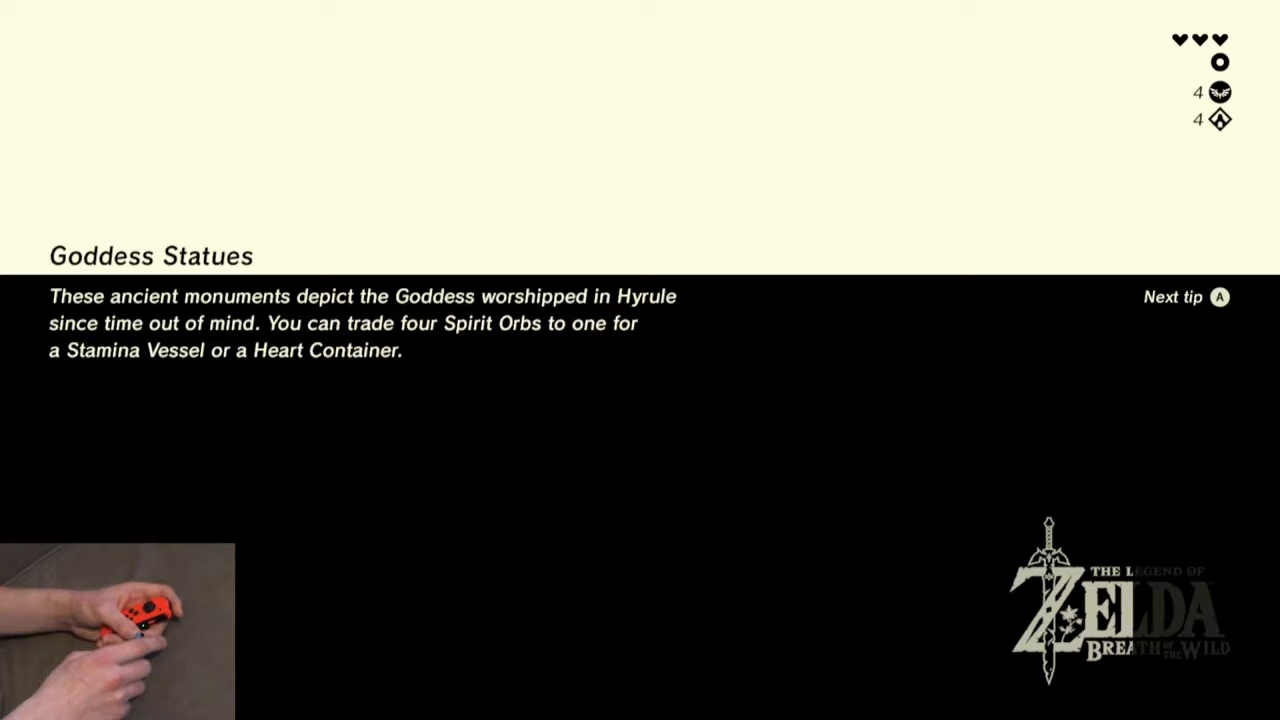 4
4
Goddess Statues
These ancient monuments depict the Goddess worshipped in Hyrule
since time out of mind. You can trade four Spirit Orbs to one for
a Stamina Vessel or a Heart Container.
Next tip A
THE LEGEND OF
ZELDA
BREATH OF THE WILD